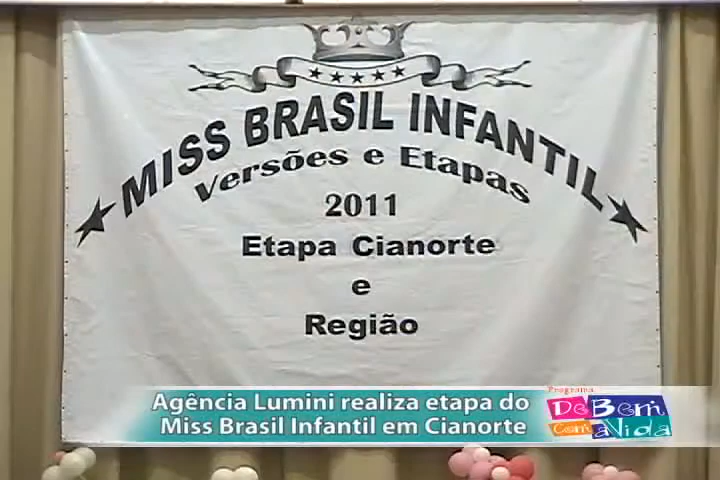 MISS BRASIL INFANTIL
Versões e Etapas
2011
Etapa Cianorte
e
Região
Agência Lumini realiza etapa do
Miss Brasil Infantil em Cianorte
Programa
De Bem
Com a Vida